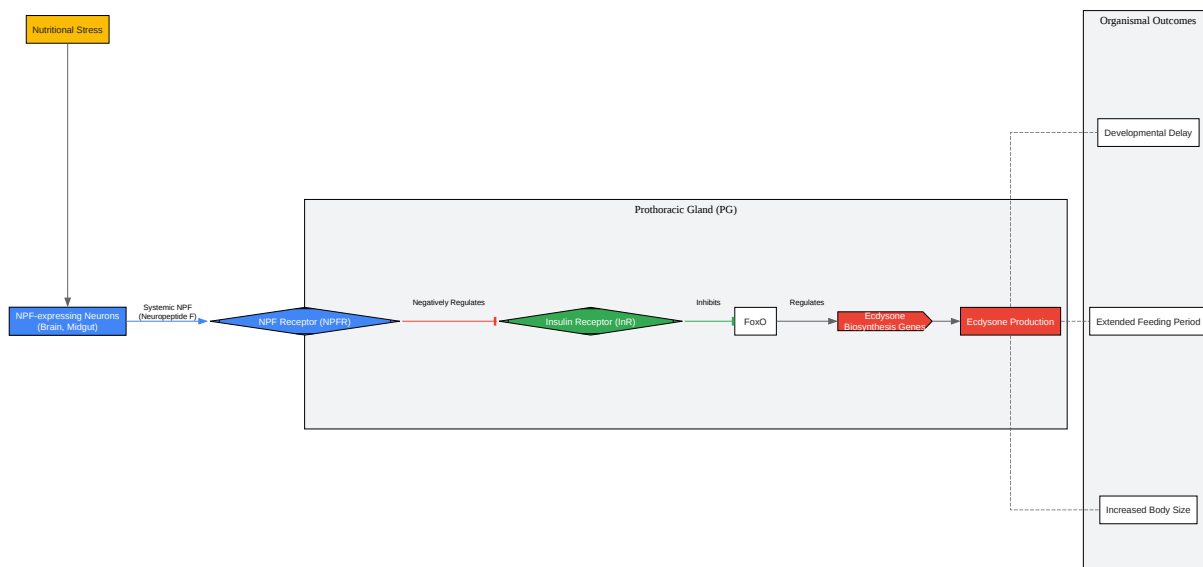 Nutritional Stress
Organismal Outcomes
Developmental Delay
Prothoracic Gland (PG)
NPF-expressing Neurons
(Brain, Midgut)
Systemic NPF
(Neuropeptide F)
NPF Receptor (NPFR)
Negatively Regulates
Insulin Receptor (InR)
Inhibits
FoxO
Regulates
Ecdysone
Biosynthesis Genes
Ecdysone Production
Extended Feeding Period
Increased Body Size